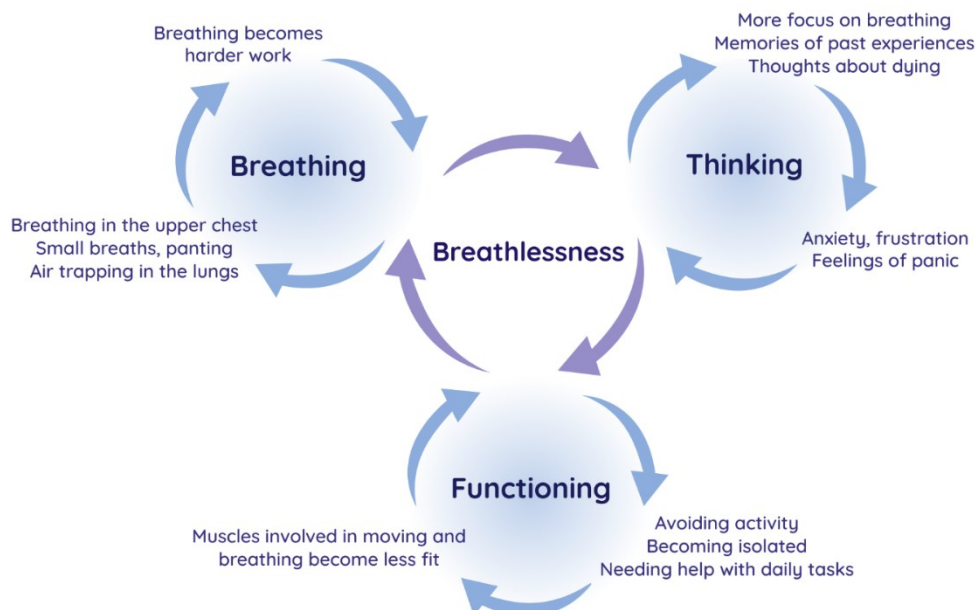 Breathing becomes
harder work
Breathing
Breathing in the upper chest
Small breaths, panting
Air trapping in the lungs
Breathlessness
More focus on breathing
Memories of past experiences
Thoughts about dying
Thinking
Anxiety, frustration
Feelings of panic
Functioning
Avoiding activity
Becoming isolated
Needing help with daily tasks
Muscles involved in moving and
breathing become less fit